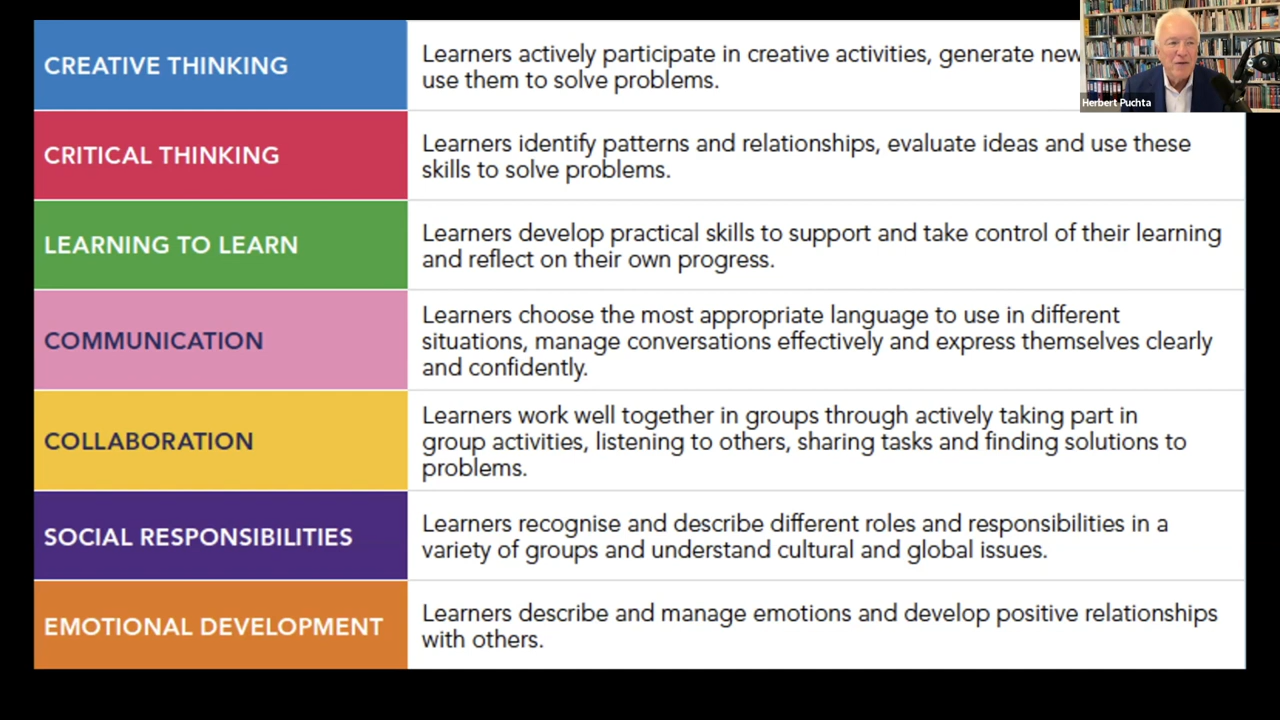 CREATIVE THINKING
Learners actively participate in creative activities, generate new
use them to solve problems.
Herbert Puchta
CRITICAL THINKING
Learners identify patterns and relationships, evaluate ideas and use these
skills to solve problems.
LEARNING TO LEARN
Learners develop practical skills to support and take control of their learning
and reflect on their own progress.
COMMUNICATION
Learners choose the most appropriate language to use in different
situations, manage conversations effectively and express themselves clearly
and confidently.
COLLABORATION
Learners work well together in groups through actively taking part in
group activities, listening to others, sharing tasks and finding solutions to
problems.
SOCIAL RESPONSIBILITIES
Learners recognise and describe different roles and responsibilities in a
variety of groups and understand cultural and global issues.
EMOTIONAL DEVELOPMENT
Learners describe and manage emotions and develop positive relationships
with others.